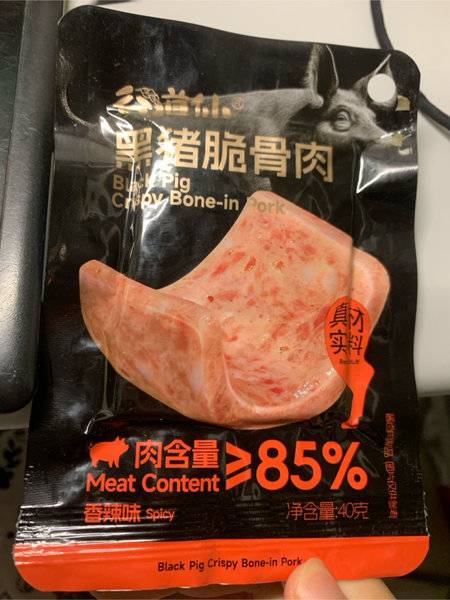 黑猪脆骨肉
Black Pig
Crispy Bone-in Pork
真材
实料
肉含量
Meat Content
≥85%
香辣味 Spicy
净含量:40克
Black Pig Crispy Bone-in Pork